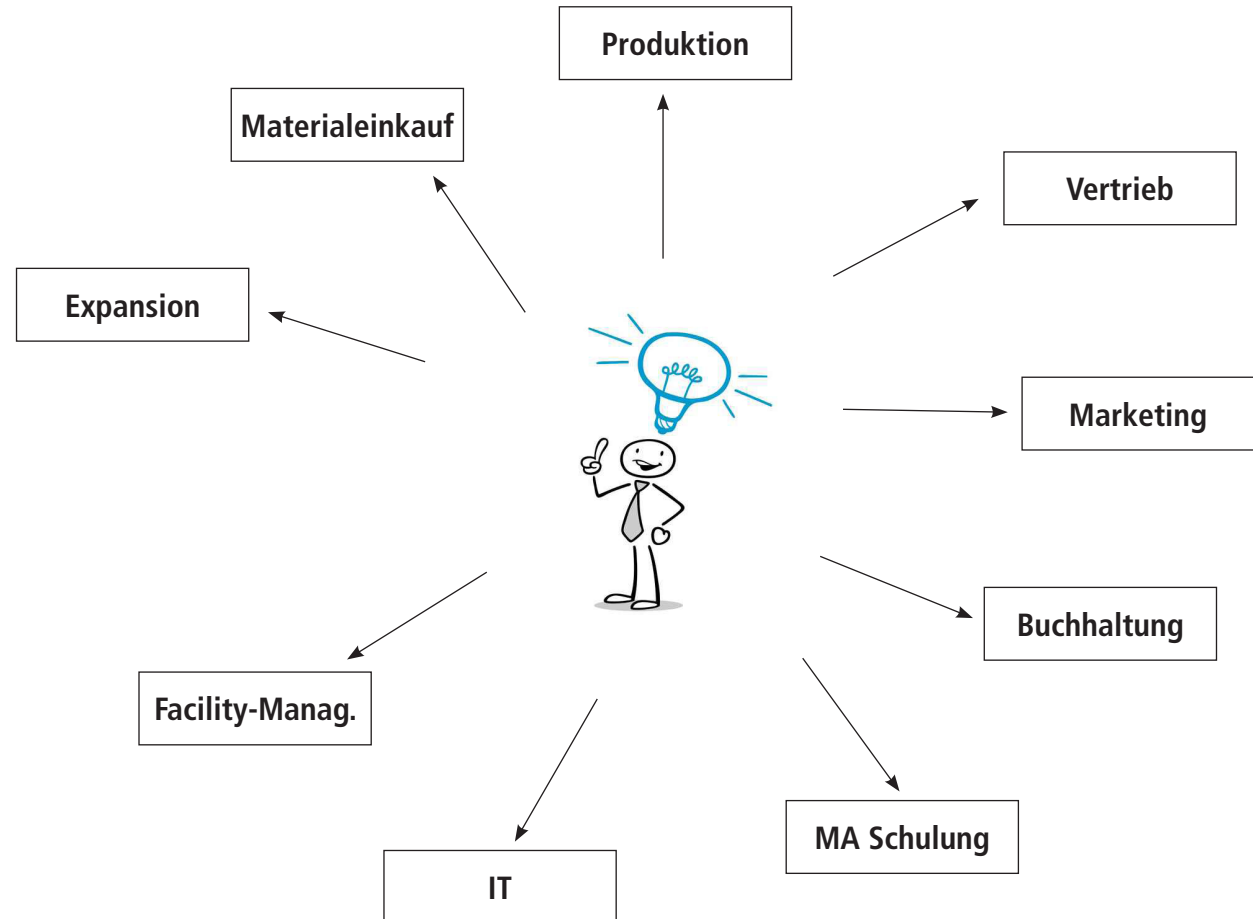 Produktion
Materialeinkauf
Vertrieb
Expansion
Marketing
Buchhaltung
Facility-Manag.
MA Schulung
IT